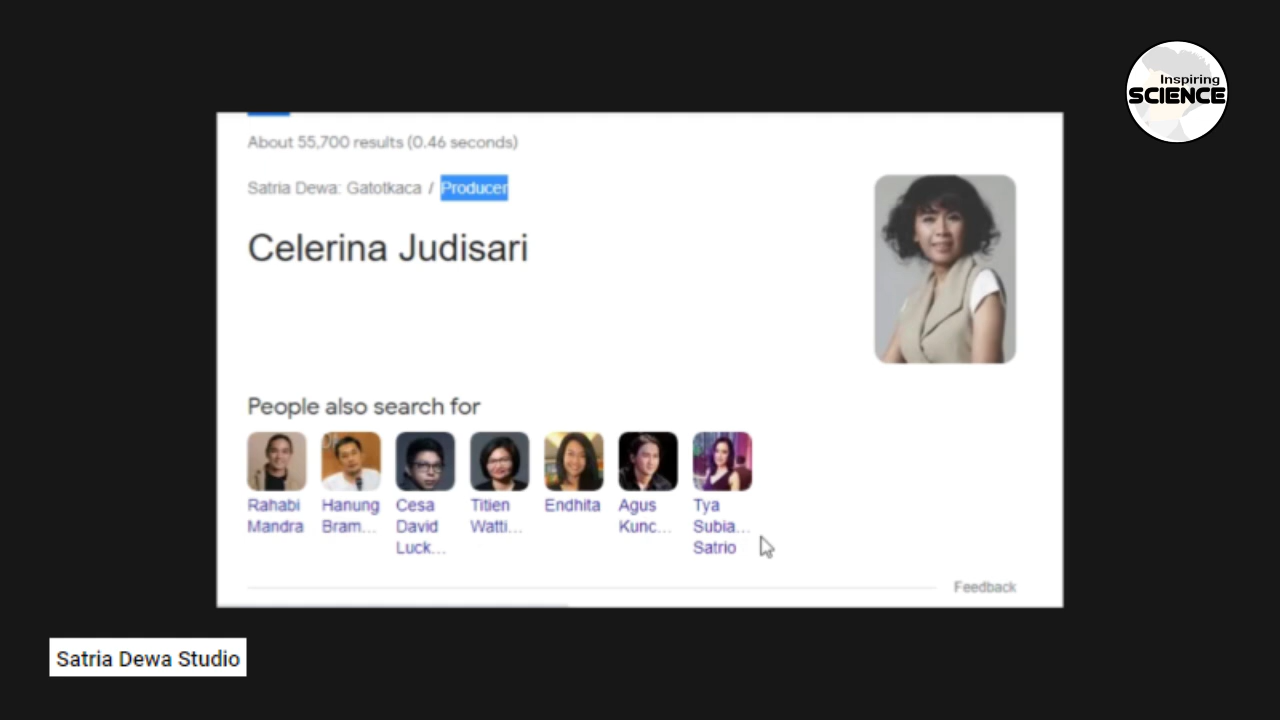 Inspiring
SCIENCE
About 55,700 results (0.46 seconds)
Satria Dewa: Gatotkaca / Producer
Celerina Judisari
People also search for
Rahabi Mandra
Hanung Bram...
Cesa David Luck...
Titien Watti...
Endhita
Agus Kunc...
Tya Subia... Satrio
Feedback
Satria Dewa Studio